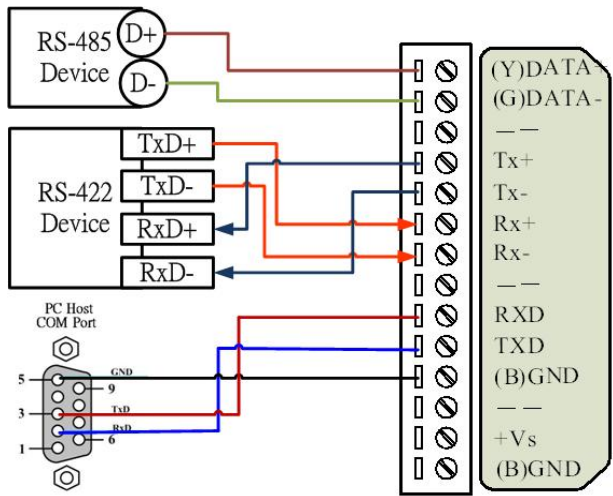 RS-485
Device
D+
D-
RS-422
Device
TxD+
TxD-
RxD+
RxD-
PC Host
COM Port
5
3
1
9
6
GND
TxD
RxD
(Y)DATA+
(G)DATA-
— —
Tx+
Tx-
Rx+
Rx-
— —
RXD
TXD
(B)GND
— —
+Vs
(B)GND